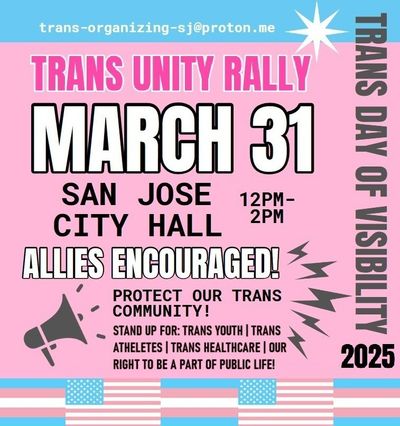 trans-organizing-sj@proton.me
TRANS UNITY RALLY
MARCH 31
SAN JOSE
CITY HALL
12PM-
2PM
ALLIES ENCOURAGED!
PROTECT OUR TRANS
COMMUNITY!
STAND UP FOR: TRANS YOUTH | TRANS
ATHELETES | TRANS HEALTHCARE | OUR
RIGHT TO BE A PART OF PUBLIC LIFE!
TRANS DAY OF VISIBILITY
2025